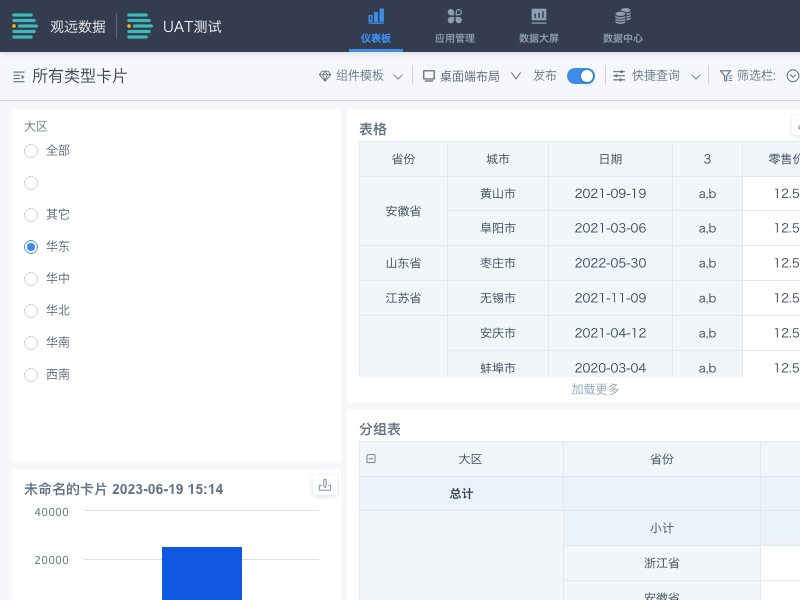 观远数据 UAT测试 仪表板 应用管理 数据大屏 数据中心
所有类型卡片 组件模板 桌面端布局 发布 快捷查询 筛选栏:
大区
全部
其它
华东
华中
华北
华南
西南
表格
省份 城市 日期 3 零售价
安徽省 黄山市 2021-09-19 a,b 12.5
阜阳市 2021-03-06 a,b 12.5
山东省 枣庄市 2022-05-30 a,b 12.5
江苏省 无锡市 2021-11-09 a,b 12.5
安庆市 2021-04-12 a,b 12.5
蚌埠市 2020-03-04 a,b 12.5
加载更多
分组表
大区 省份
总计
小计
浙江省
安徽省
未命名的卡片 2023-06-19 15:14
40000
20000